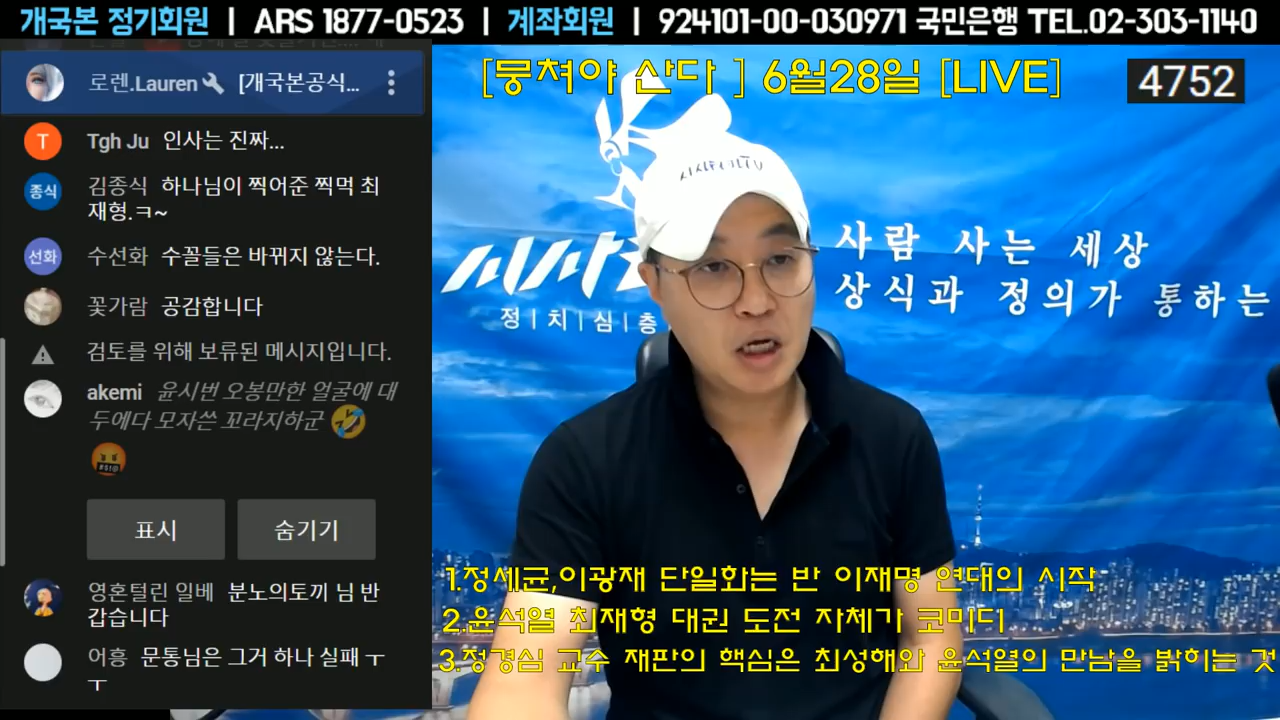 개국본 정기회원 | ARS 1877-0523 | 계좌회원 | 924101-00-030971 국민은행 TEL.02-303-1140
로렌.Lauren [개국본공식...
Tgh Ju 인사는 진짜...
김종식 하나님이 찍어준 찍먹 최
재형.ㅋ~
수선화 수꼴들은 바뀌지 않는다.
꽃가람 공감합니다
검토를 위해 보류된 메시지입니다.
akemi 윤시번 오봉만한 얼굴에 대
두에다 모자쓴 꼬라지하군
표시 숨기기
영혼털린 일베 분노의토끼 님 반
갑습니다
어흥 문통님은 그거 하나 실패 ㅜ
ㅜ
T
종식
선화
[뭉쳐야 산다 ] 6월28일 [LIVE]
4752
시사타파TV
시사
정|치|심|층
사람 사는 세상
상식과 정의가 통하는
1.정세균,이광재 단일화는 반 이재명 연대의 시작
2.윤석열 최재형 대권 도전 자체가 코미디
3.정경심 교수 재판의 핵심은 최성해와 윤석열의 만남을 밝히는 것